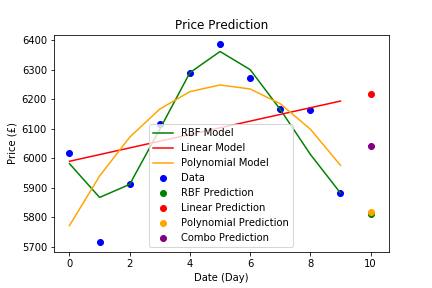 Price Prediction
6400
6300
6200
6100
6000
5900
5800
5700
Price (£)
RBF Model
Linear Model
Polynomial Model
Data
RBF Prediction
Linear Prediction
Polynomial Prediction
Combo Prediction
0 2 4 6 8 10
Date (Day)